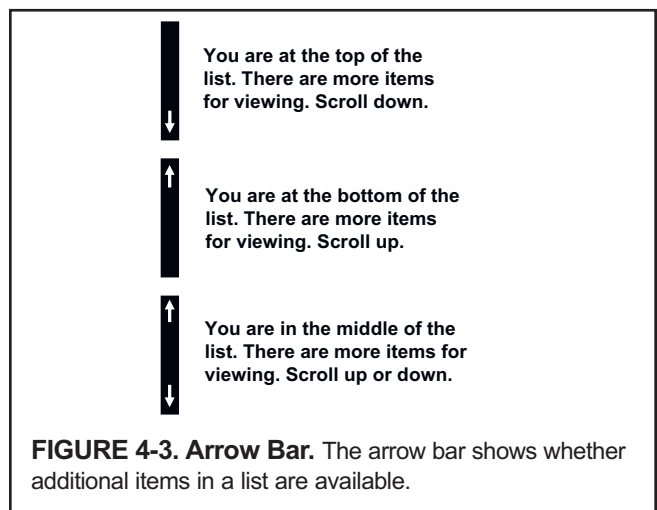 You are at the top of the
list. There are more items
for viewing. Scroll down.
You are at the bottom of the
list. There are more items
for viewing. Scroll up.
You are in the middle of the
list. There are more items for
viewing. Scroll up or down.
FIGURE 4-3. Arrow Bar. The arrow bar shows whether
additional items in a list are available.